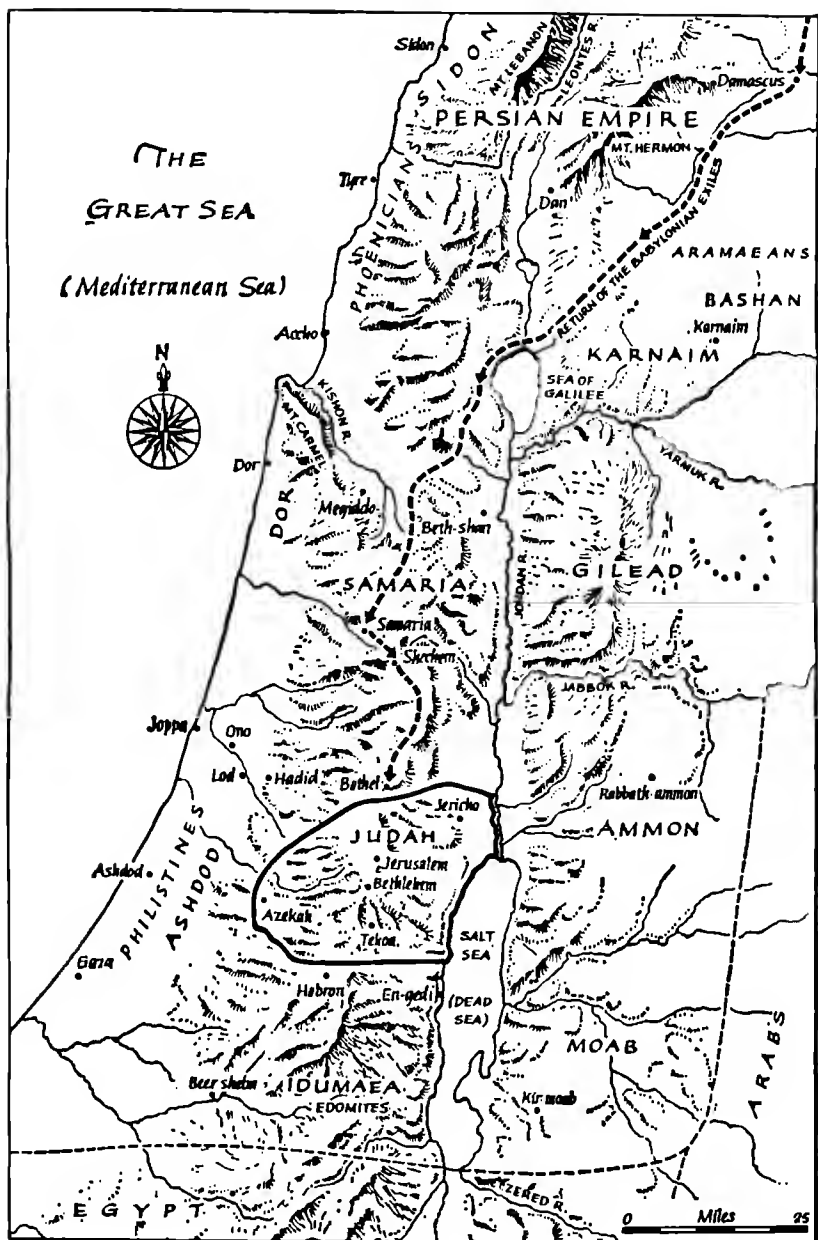 Sidon
PHOENICIANS-SIDON
MT. LEBANON
LEONTES R.
Damascus
PERSIAN EMPIRE
MT. HERMON
THE
GREAT SEA
(Mediterranean Sea)
Tyre
Dan
RETURN OF THE BABYLONIAN EXILES
ARAMAEANS
BASHAN
Karnaim
KARNAIM
Accho
SEA OF
GALILEE
N
KISHON R.
MT. CARMEL
YARMUK R.
Dor
DOR
Megiddo
Beth-shan
GILEAD
SAMARIA
JORDAN R.
Samaria
Shechem
JABBOK R.
Joppa
Ono
Lod
Hadid
Bethel
Rabbath-ammon
Jericho
JUDAH
AMMON
Jerusalem
Bethlehem
PHILISTINES
ASHDOD
Ashdod
Azekah
Tekoa
SALT
SEA
Gaza
Hebron
En-gedi
(DEAD
SEA)
MOAB
ARABS
Beersheba
IDUMAEA
EDOMITES
Kir moab
ZERED R.
EGYPT
0 Miles 25